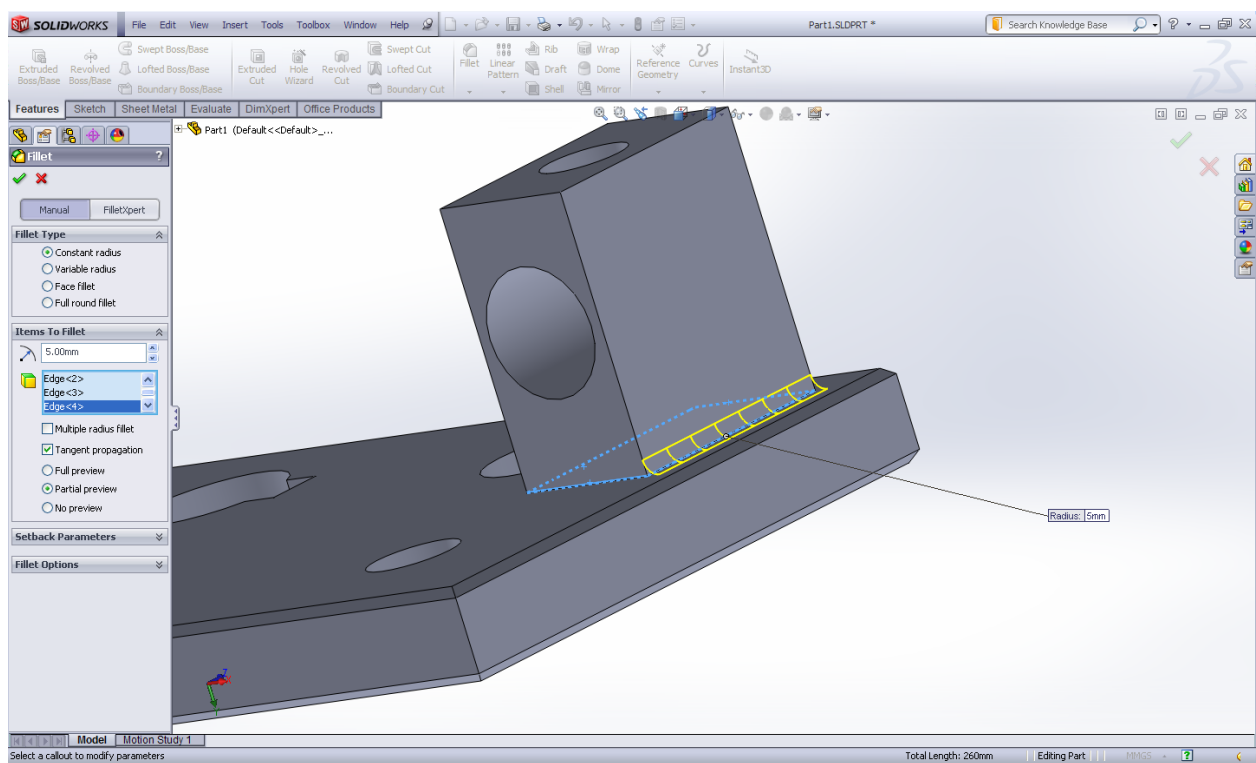 SOLIDWORKS File Edit View Insert Tools Toolbox Window Help Part1.SLDPRT * Search Knowledge Base ?
Extruded Boss/Base
Revolved Boss/Base
Swept Boss/Base
Lofted Boss/Base
Boundary Boss/Base
Extruded Cut
Hole Wizard
Revolved Cut
Swept Cut
Lofted Cut
Boundary Cut
Fillet
Linear Pattern
Rib
Draft
Shell
Wrap
Dome
Mirror
Reference Geometry
Curves
Instant3D
Features Sketch Sheet Metal Evaluate DimXpert Office Products
Part1 (Default<<Default>_...
Fillet ?
Manual FilletXpert
Fillet Type
Constant radius
Variable radius
Face fillet
Full round fillet
Items To Fillet
5.00mm
Edge<2>
Edge<3>
Edge<4>
Multiple radius fillet
Tangent propagation
Full preview
Partial preview
No preview
Setback Parameters
Fillet Options
Radius: 5mm
Z
Model Motion Study 1
Select a callout to modify parameters Total Length: 260mm Editing Part MMGS ?